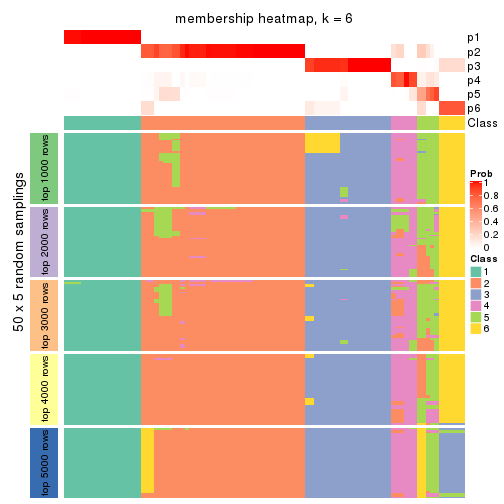 membership heatmap, k = 6
p1
p2
p3
p4
p5
p6
Class
50 x 5 random samplings
top 1000 rows
top 2000 rows
top 3000 rows
top 4000 rows
top 5000 rows
Prob
1
0.8
0.6
0.4
0.2
0
Class
1
2
3
4
5
6